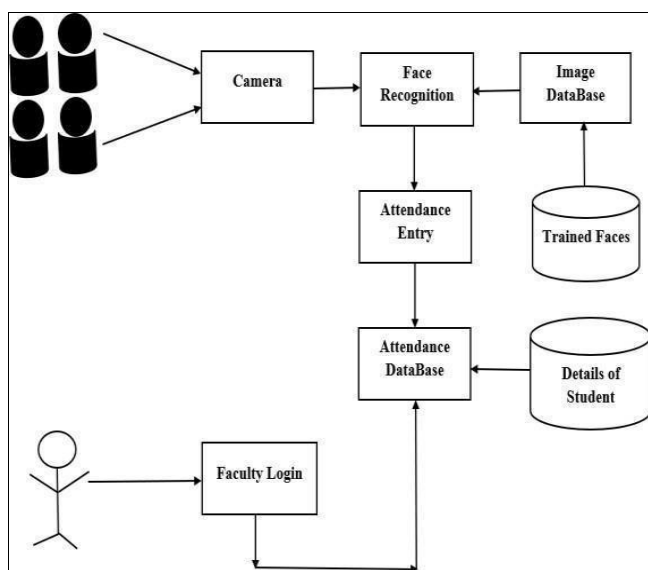 Camera
Face
Recognition
Image
DataBase
Attendance
Entry
Trained Faces
Attendance
DataBase
Details of
Student
Faculty Login